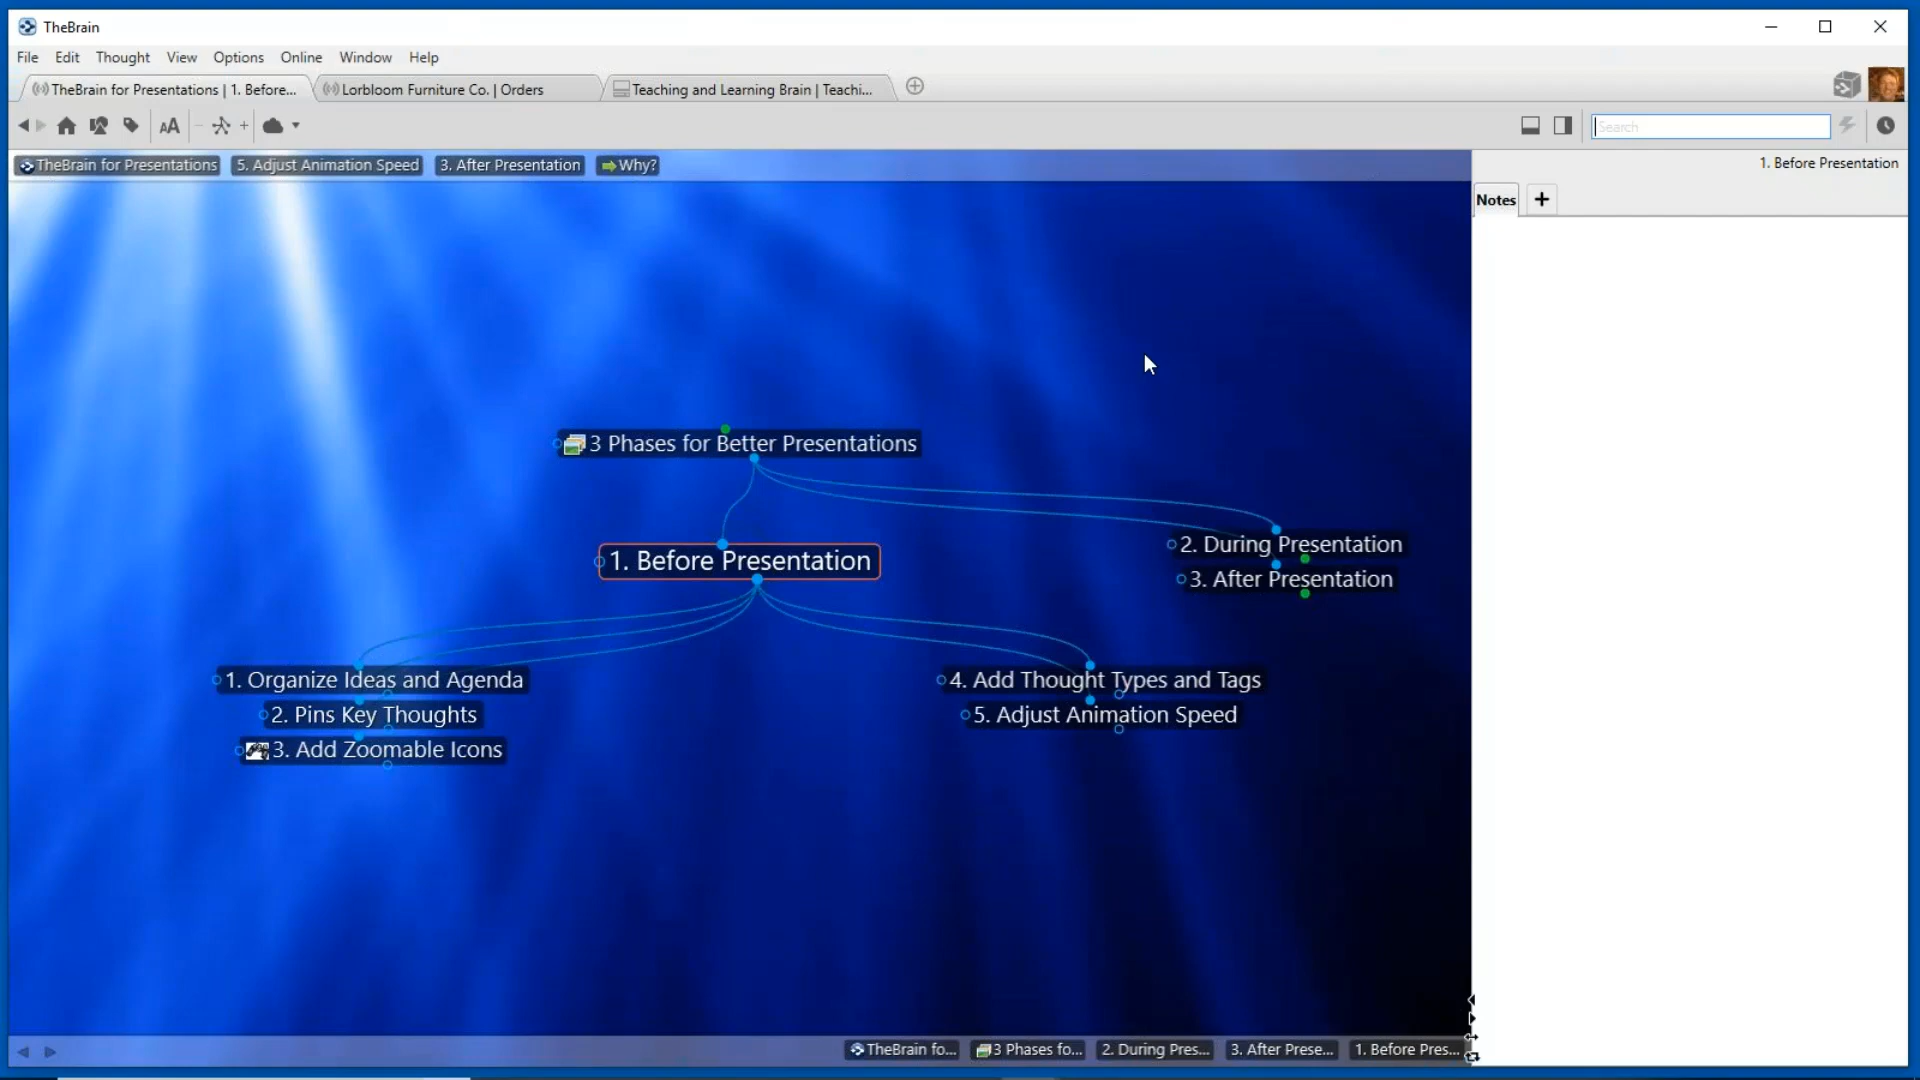 TheBrain
File Edit Thought View Options Online Window Help
TheBrain for Presentations | 1. Before... Lorbloom Furniture Co. | Orders Teaching and Learning Brain | Teachi...
AA Search
TheBrain for Presentations 5. Adjust Animation Speed 3. After Presentation Why? 1. Before Presentation
Notes
3 Phases for Better Presentations
2. During Presentation
1. Before Presentation
3. After Presentation
1. Organize Ideas and Agenda 4. Add Thought Types and Tags
2. Pins Key Thoughts 5. Adjust Animation Speed
3. Add Zoomable Icons
TheBrain fo... 3 Phases fo... 2. During Pres... 3. After Prese... 1. Before Pres...